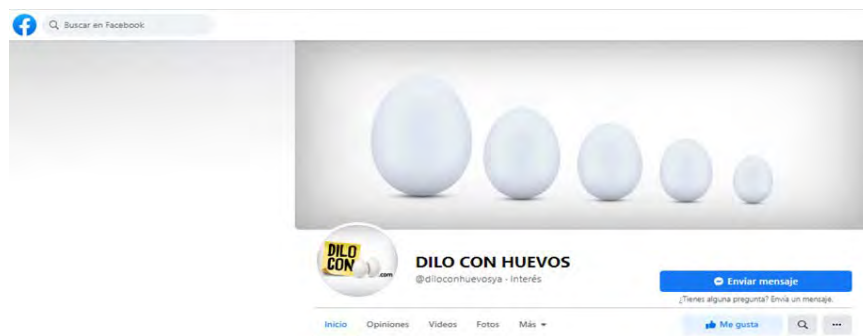 Buscar en Facebook
DILO
CON
.com
DILO CON HUEVOS
@diloconhuevosya - Interés
Enviar mensaje
¿Tienes alguna pregunta? Envía un mensaje.
Inicio Opiniones Videos Fotos Más
Me gusta